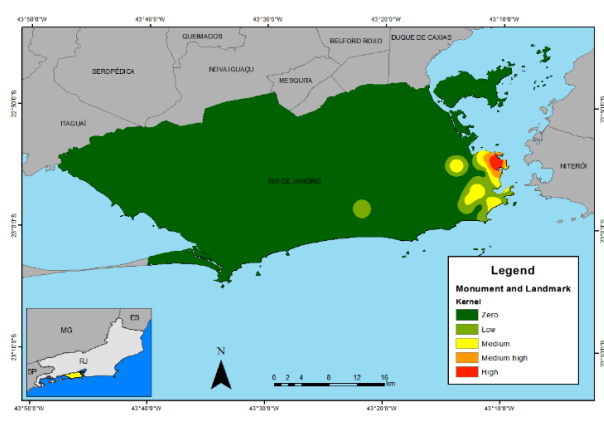 43°50'0"W 43°40'0"W 43°30'0"W 43°20'0"W 43°10'0"W
QUEIMADOS
BELFORD ROXO
DUQUE DE CAXIAS
SEROPÉDICA
NOVA IGUAÇU
MESQUITA
ITAGUAÍ
NITERÓI
RIO DE JANEIRO
Legend
Monument and Landmark
Kernel
Zero
Low
Medium
Medium high
High
MG
ES
RJ
SP
N
0 2 4 8 12 16
km
43°50'0"W 43°40'0"W 43°30'0"W 43°20'0"W 43°10'0"W